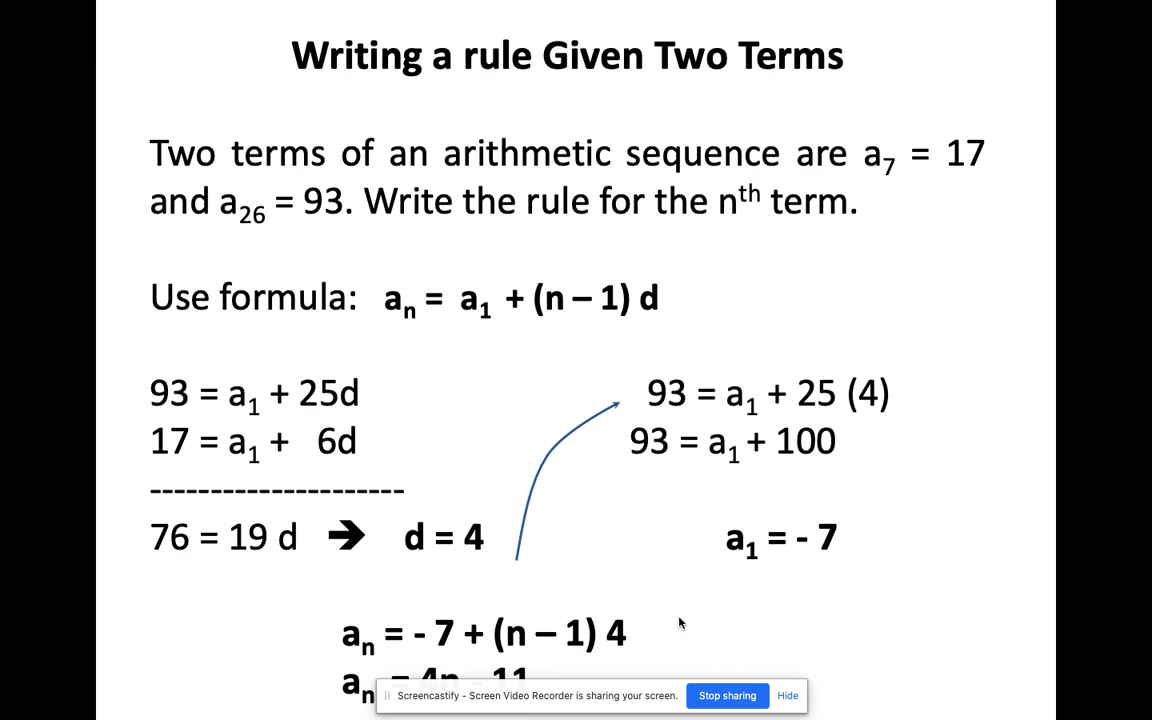 Writing a rule Given Two Terms
Two terms of an arithmetic sequence are a₇ = 17
and a₂₆ = 93. Write the rule for the nᵗʰ term.
Use formula: aₙ = a₁ + (n – 1) d
93 = a₁ + 25d
17 = a₁ + 6d
---------------------
76 = 19 d ➔ d = 4
93 = a₁ + 25 (4)
93 = a₁ + 100
a₁ = - 7
aₙ = - 7 + (n – 1) 4
aₙ = 4n - 11
Screencastify - Screen Video Recorder is sharing your screen. Stop sharing Hide